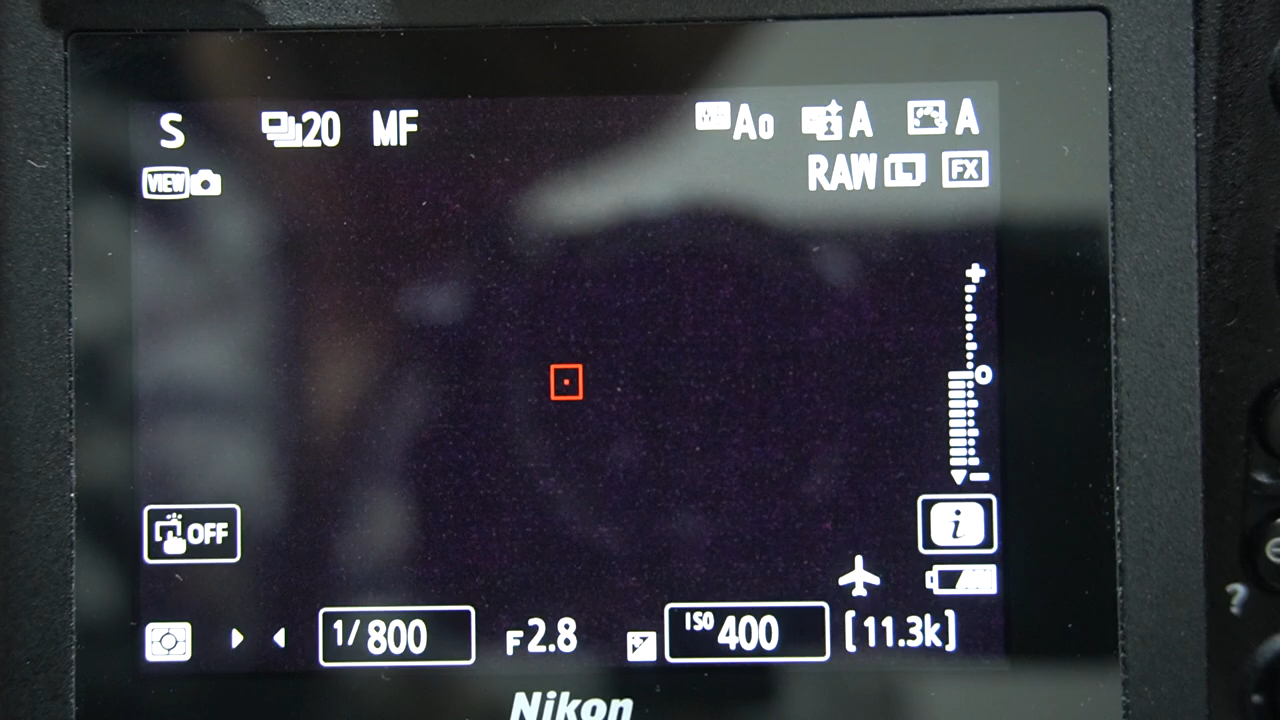 S 20 MF A0 A A
VIEW RAW L FX
OFF i
1/800 F2.8 ISO 400 [11.3k]
Nikon
?